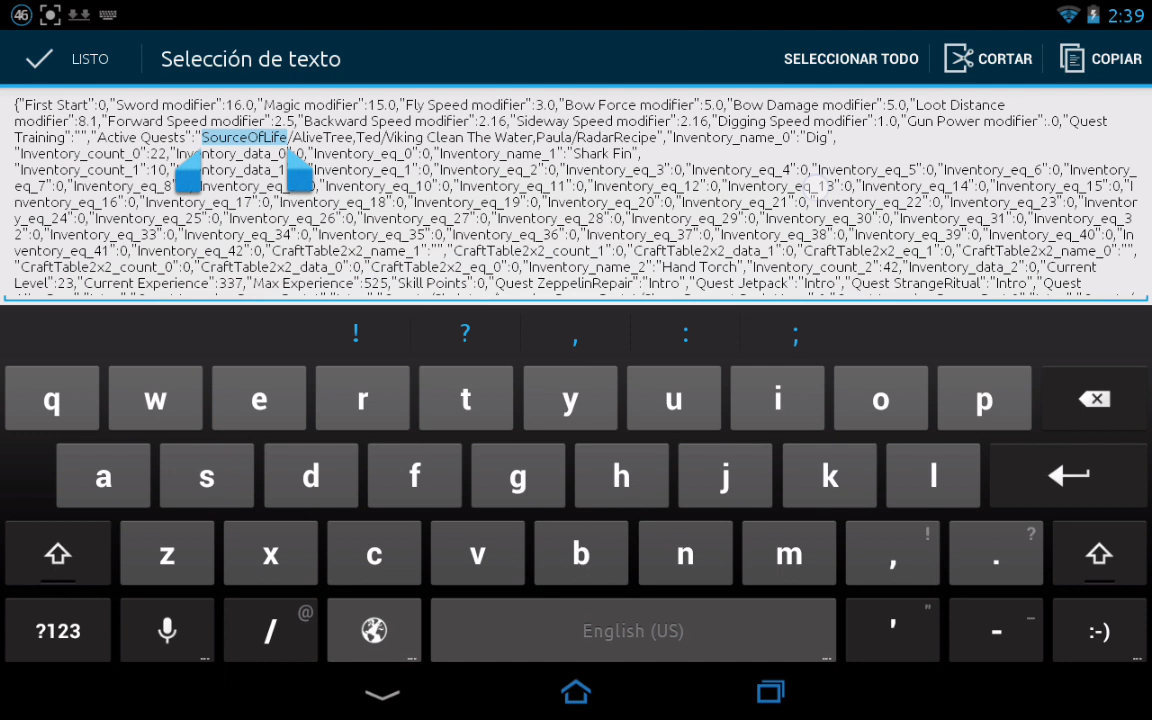 46 2:39
LISTO Selección de texto SELECCIONAR TODO CORTAR COPIAR
{"First Start":0,"Sword modifier":16.0,"Magic modifier":15.0,"Fly Speed modifier":3.0,"Bow Force modifier":5.0,"Bow Damage modifier":5.0,"Loot Distance
modifier":8.1,"Forward Speed modifier":2.5,"Backward Speed modifier":2.16,"Sideway Speed modifier":2.16,"Digging Speed modifier":1.0,"Gun Power modifier":.0,"Quest
Training":"","Active Quests":"SourceOfLife/AliveTree,Ted/Viking Clean The Water,Paula/RadarRecipe","Inventory_name_0":"Dig",
"Inventory_count_0":22,"Inventory_data_0":0,"Inventory_eq_0":0,"Inventory_name_1":"Shark Fin",
"Inventory_count_1":10,"Inventory_data_1 "Inventory_eq_1":0,"Inventory_eq_2":0,"Inventory_eq_3":0,"Inventory_eq_4":0,"Inventory_eq_5":0,"Inventory_eq_6":0,"Inventory_
eq_7":0,"Inventory_eq_8" Inventory_eq_ :0,"Inventory_eq_10":0,"Inventory_eq_11":0,"Inventory_eq_12":0,"Inventory_eq_13":0,"Inventory_eq_14":0,"Inventory_eq_15":0,"I
nventory_eq_16":0,"Inventory_eq_17":0,"Inventory_eq_18":0,"Inventory_eq_19":0,"Inventory_eq_20":0,"Inventory_eq_21":0,"Inventory_eq_22":0,"Inventory_eq_23":0,"Inventor
y_eq_24":0,"Inventory_eq_25":0,"Inventory_eq_26":0,"Inventory_eq_27":0,"Inventory_eq_28":0,"Inventory_eq_29":0,"Inventory_eq_30":0,"Inventory_eq_31":0,"Inventory_eq_3
2":0,"Inventory_eq_33":0,"Inventory_eq_34":0,"Inventory_eq_35":0,"Inventory_eq_36":0,"Inventory_eq_37":0,"Inventory_eq_38":0,"Inventory_eq_39":0,"Inventory_eq_40":0,"In
ventory_eq_41":0,"Inventory_eq_42":0,"CraftTable2x2_name_1":"","CraftTable2x2_count_1":0,"CraftTable2x2_data_1":0,"CraftTable2x2_eq_1":0,"CraftTable2x2_name_0":"",
"CraftTable2x2_count_0":0,"CraftTable2x2_data_0":0,"CraftTable2x2_eq_0":0,"Inventory_name_2":"Hand Torch","Inventory_count_2":42,"Inventory_data_2":0,"Current
Level":23,"Current Experience":337,"Max Experience":525,"Skill Points":0,"Quest ZeppelinRepair":"Intro","Quest Jetpack":"Intro","Quest StrangeRitual":"Intro","Quest
! ? , : ;
q w e r t y u i o p
a s d f g h j k l
z x c v b n m , ! . ?
?123 / @ English (US) ' " - _ :-)